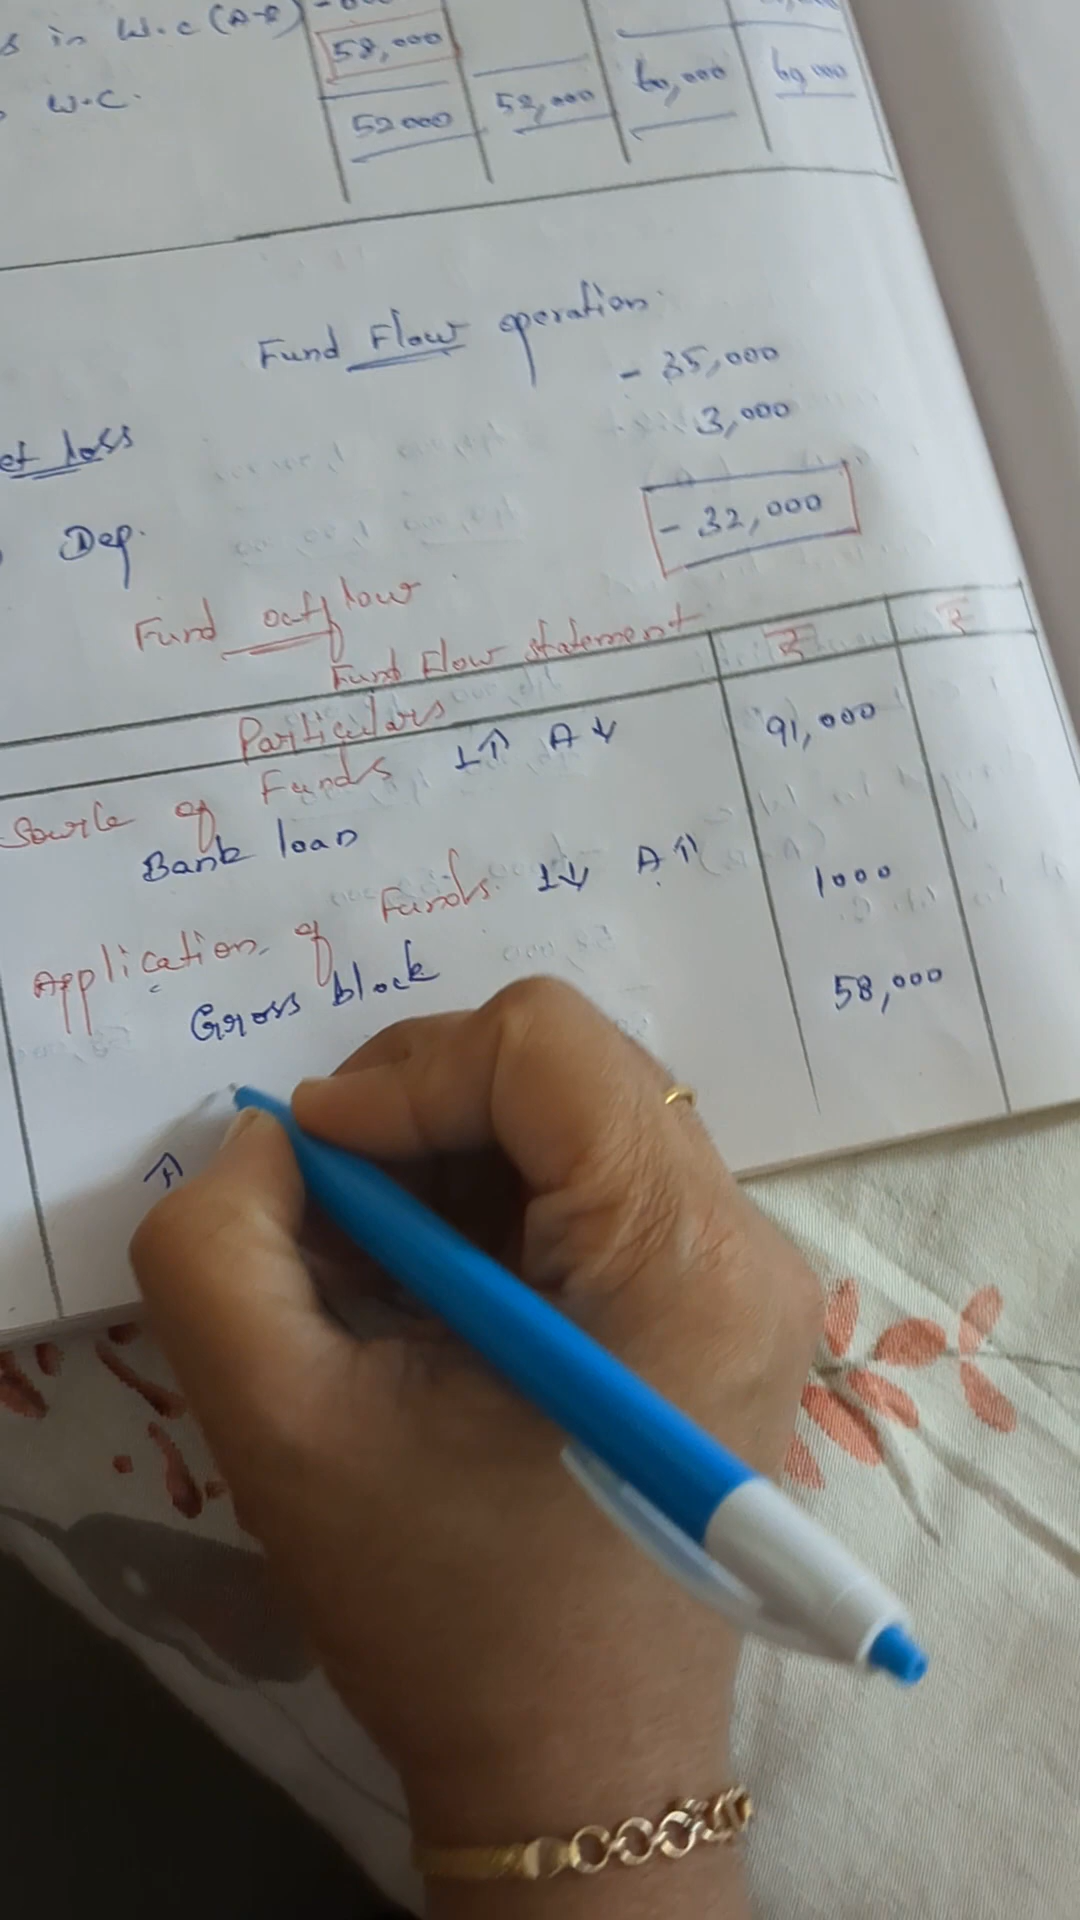 in W.C (A-B)
58,000
W.C.
52000 52,000 60,000 60,000
Fund Flow operation
- 35,000
et loss 3,000
Dep. - 32,000
Fund outflow
Fund Flow statement ₹ ₹
Particulars
Source of Funds L↑ A↓ 91,000
Bank loan
Application of Funds L↓ A↑ 1000
Gross block 58,000
↑